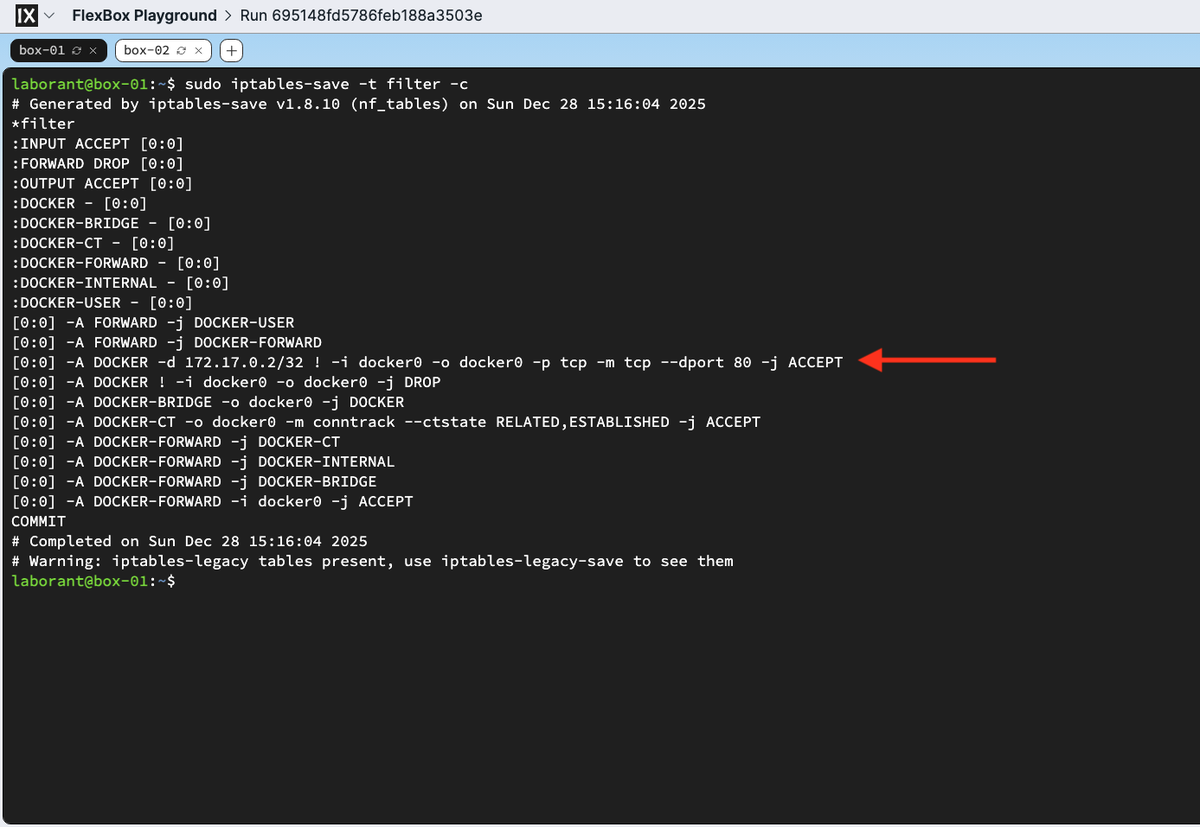 IX FlexBox Playground > Run 695148fd5786feb188a3503e
box-01 × box-02 × +
laborant@box-01:~$ sudo iptables-save -t filter -c
# Generated by iptables-save v1.8.10 (nf_tables) on Sun Dec 28 15:16:04 2025
*filter
:INPUT ACCEPT [0:0]
:FORWARD DROP [0:0]
:OUTPUT ACCEPT [0:0]
:DOCKER - [0:0]
:DOCKER-BRIDGE - [0:0]
:DOCKER-CT - [0:0]
:DOCKER-FORWARD - [0:0]
:DOCKER-INTERNAL - [0:0]
:DOCKER-USER - [0:0]
[0:0] -A FORWARD -j DOCKER-USER
[0:0] -A FORWARD -j DOCKER-FORWARD
[0:0] -A DOCKER -d 172.17.0.2/32 ! -i docker0 -o docker0 -p tcp -m tcp --dport 80 -j ACCEPT
[0:0] -A DOCKER ! -i docker0 -o docker0 -j DROP
[0:0] -A DOCKER-BRIDGE -o docker0 -j DOCKER
[0:0] -A DOCKER-CT -o docker0 -m conntrack --ctstate RELATED,ESTABLISHED -j ACCEPT
[0:0] -A DOCKER-FORWARD -j DOCKER-CT
[0:0] -A DOCKER-FORWARD -j DOCKER-INTERNAL
[0:0] -A DOCKER-FORWARD -j DOCKER-BRIDGE
[0:0] -A DOCKER-FORWARD -i docker0 -j ACCEPT
COMMIT
# Completed on Sun Dec 28 15:16:04 2025
# Warning: iptables-legacy tables present, use iptables-legacy-save to see them
laborant@box-01:~$